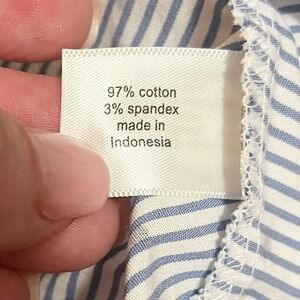 97% cotton
3% spandex
made in
indonesia